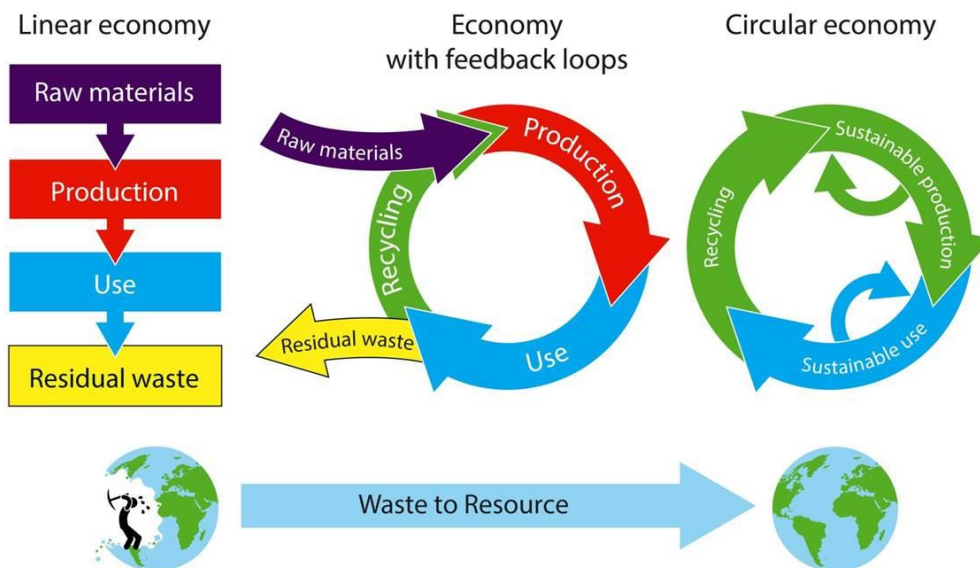 Linear economy
Raw materials
Production
Use
Residual waste
Economy
with feedback loops
Raw materials
Production
Use
Recycling
Residual waste
Circular economy
Sustainable production
Sustainable use
Recycling
Waste to Resource